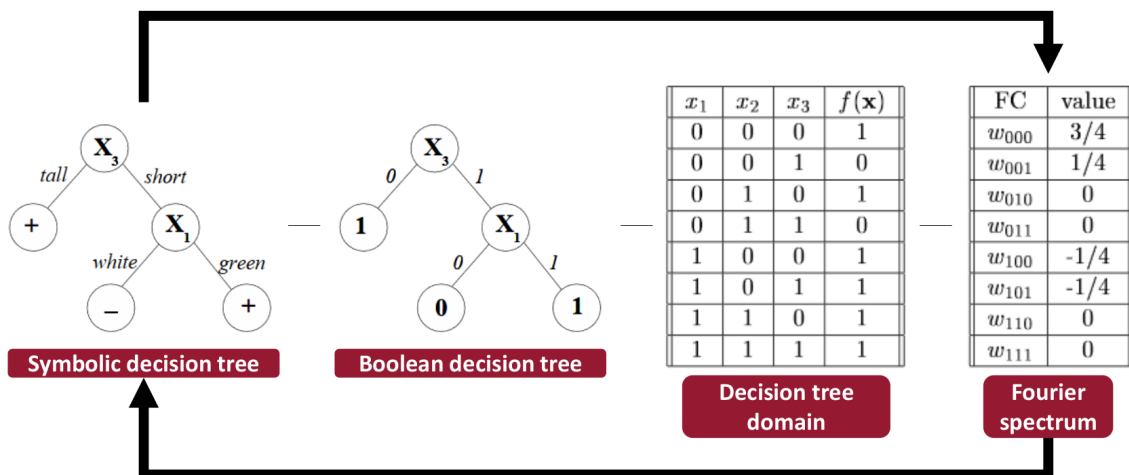 X3
tall short
+ X1
white green
– +
Symbolic decision tree
X3
0 1
1 X1
0 1
0 1
Boolean decision tree
x1 x2 x3 f(x)
0 0 0 1
0 0 1 0
0 1 0 1
0 1 1 0
1 0 0 1
1 0 1 1
1 1 0 1
1 1 1 1
Decision tree
domain
FC value
w000 3/4
w001 1/4
w010 0
w011 0
w100 -1/4
w101 -1/4
w110 0
w111 0
Fourier
spectrum